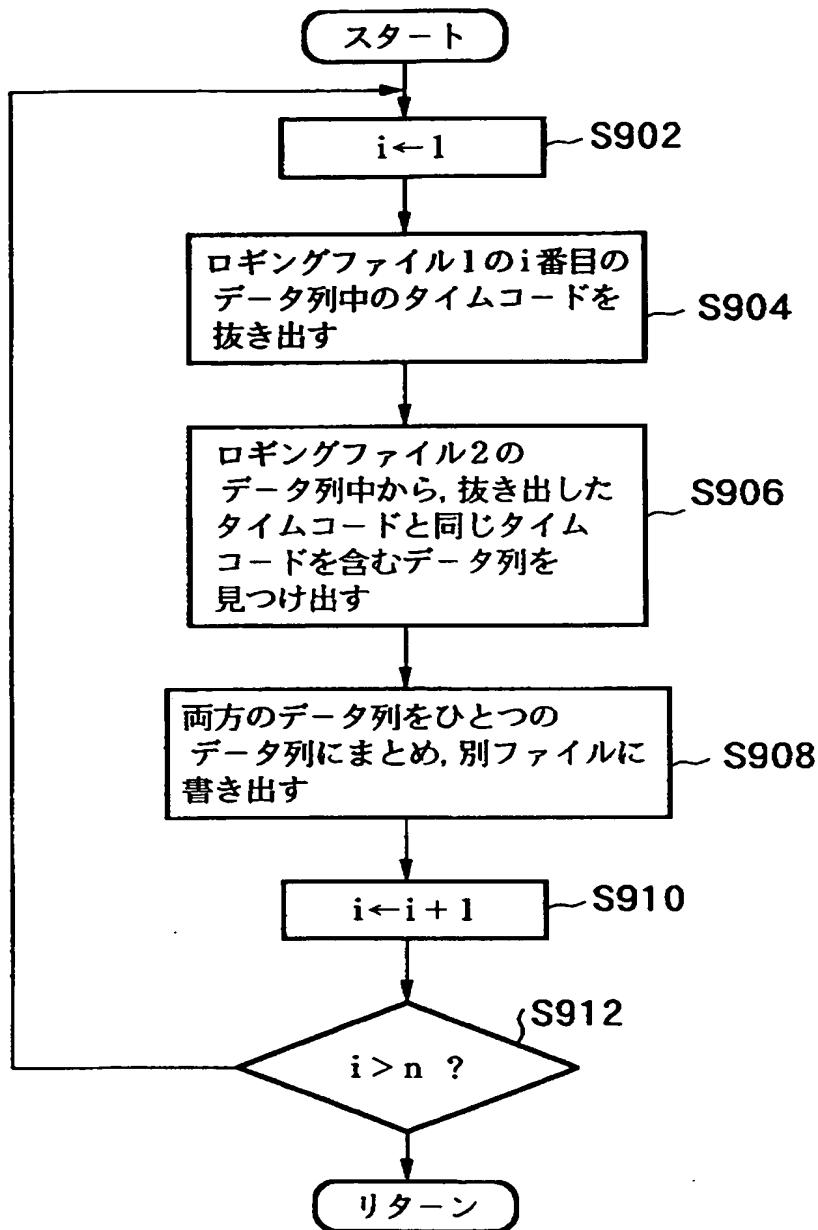 スタート
i←1
S902
ロギングファイル1のi番目の
データ列中のタイムコードを
抜き出す
S904
ロギングファイル2の
データ列中から,抜き出した
タイムコードと同じタイム
コードを含むデータ列を
見つけ出す
S906
両方のデータ列をひとつの
データ列にまとめ,別ファイルに
書き出す
S908
i←i+1
S910
S912
i>n ?
リターン